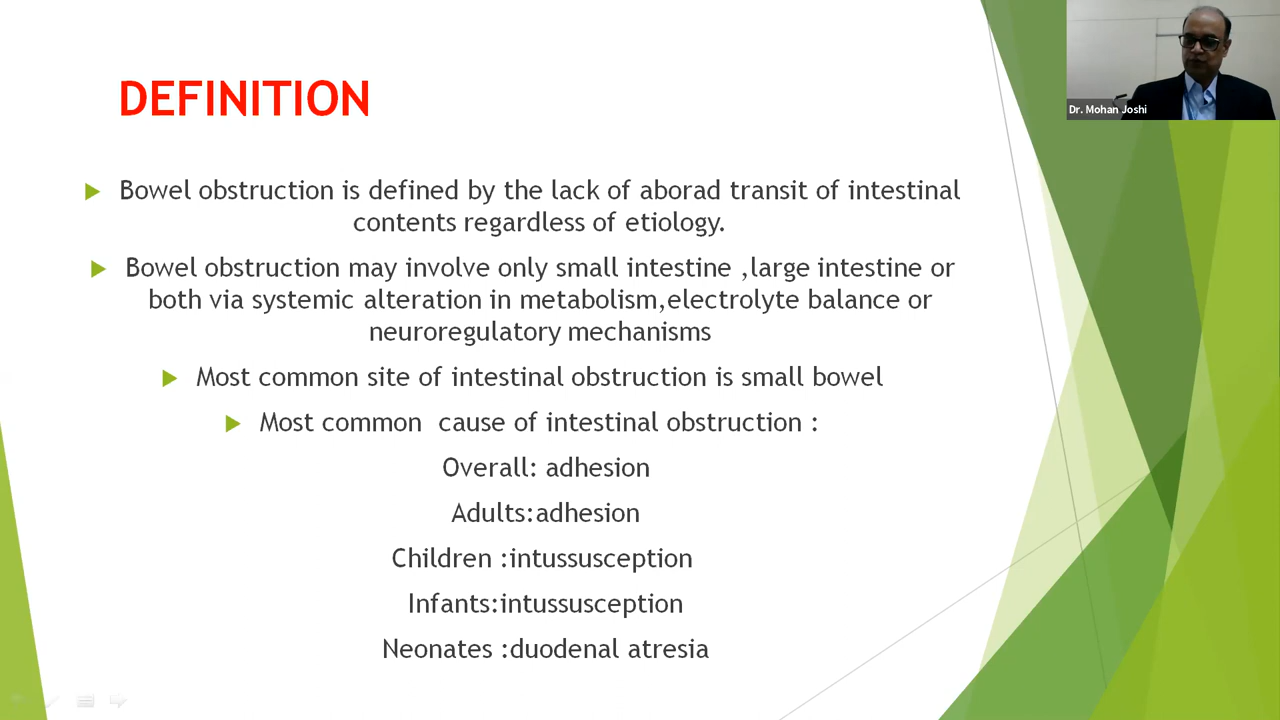 DEFINITION
Dr. Mohan Joshi
Bowel obstruction is defined by the lack of aborad transit of intestinal
contents regardless of etiology.
Bowel obstruction may involve only small intestine ,large intestine or
both via systemic alteration in metabolism,electrolyte balance or
neuroregulatory mechanisms
Most common site of intestinal obstruction is small bowel
Most common  cause of intestinal obstruction :
Overall: adhesion
Adults:adhesion
Children :intussusception
Infants:intussusception
Neonates :duodenal atresia